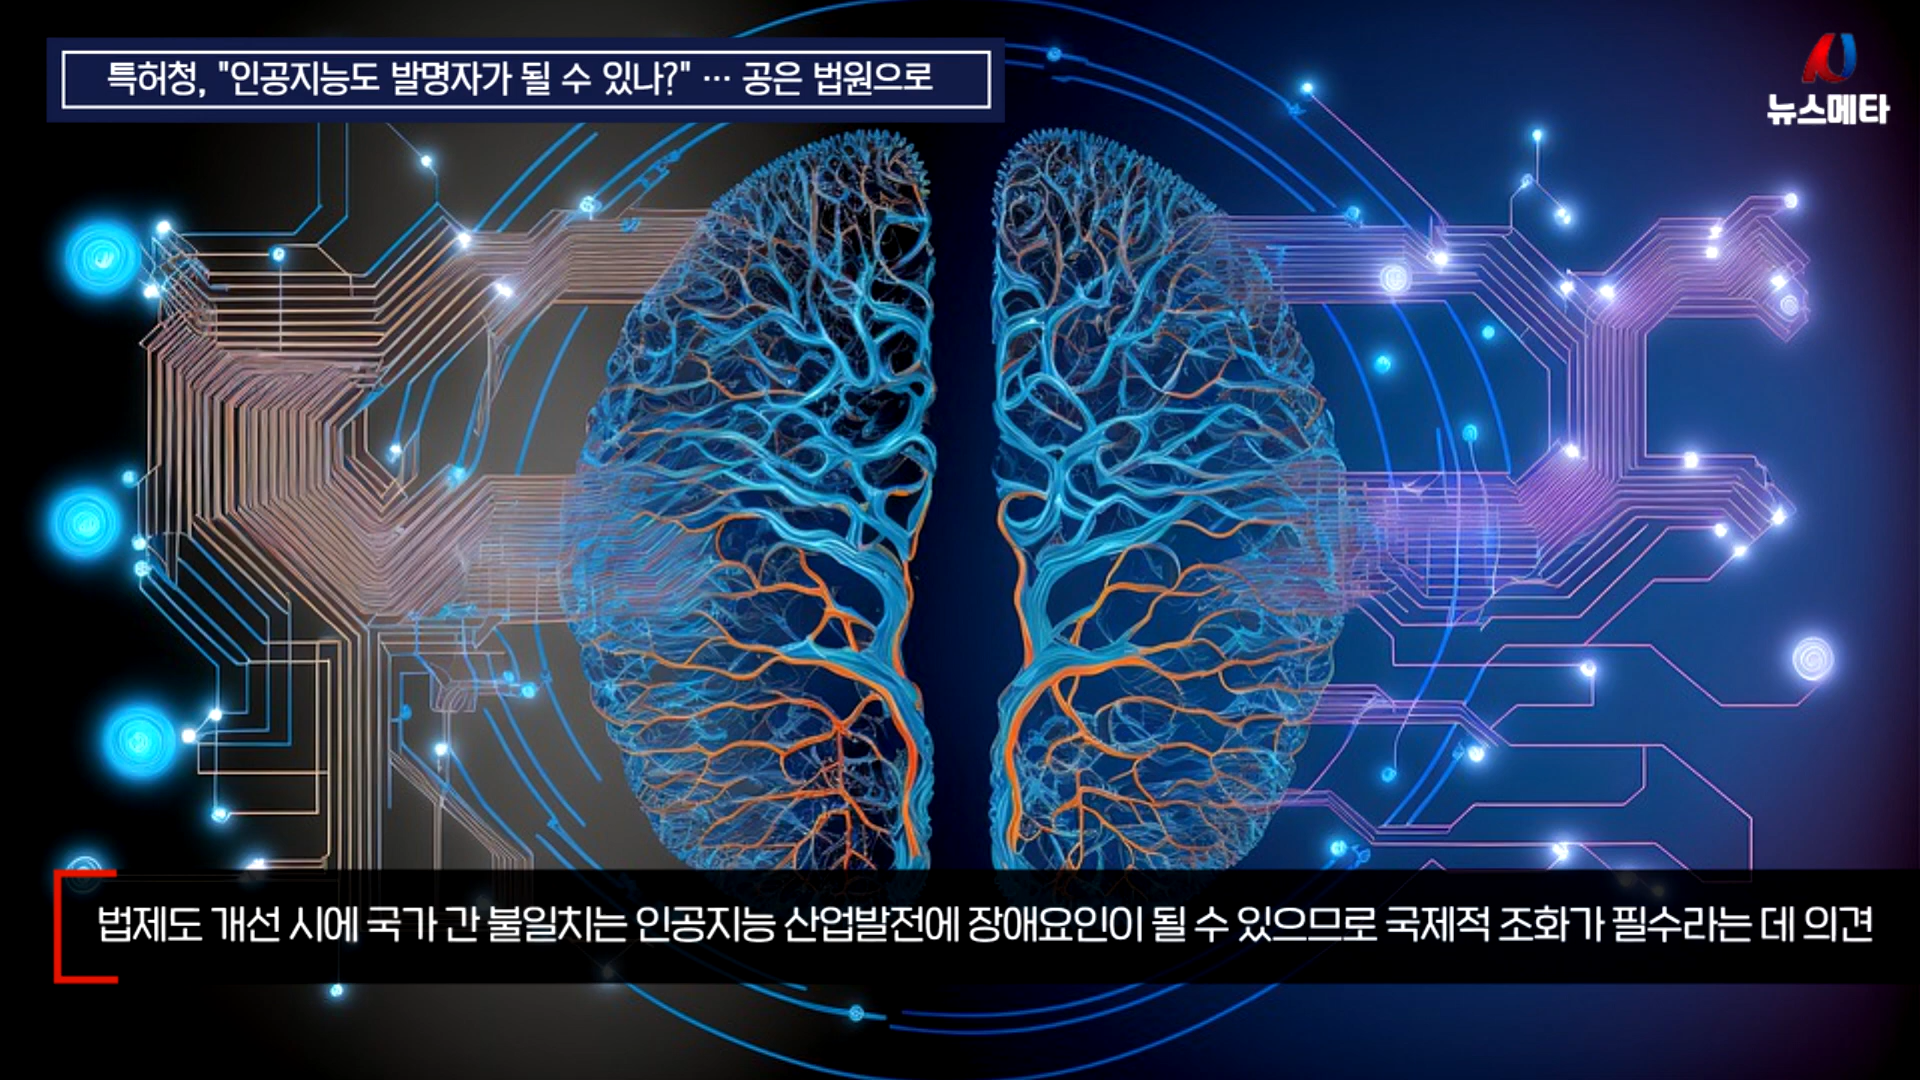 특허청, "인공지능도 발명자가 될 수 있나?" ··· 공은 법원으로
뉴스메타
법제도 개선 시에 국가 간 불일치는 인공지능 산업발전에 장애요인이 될 수 있으므로 국제적 조화가 필수라는 데 의견